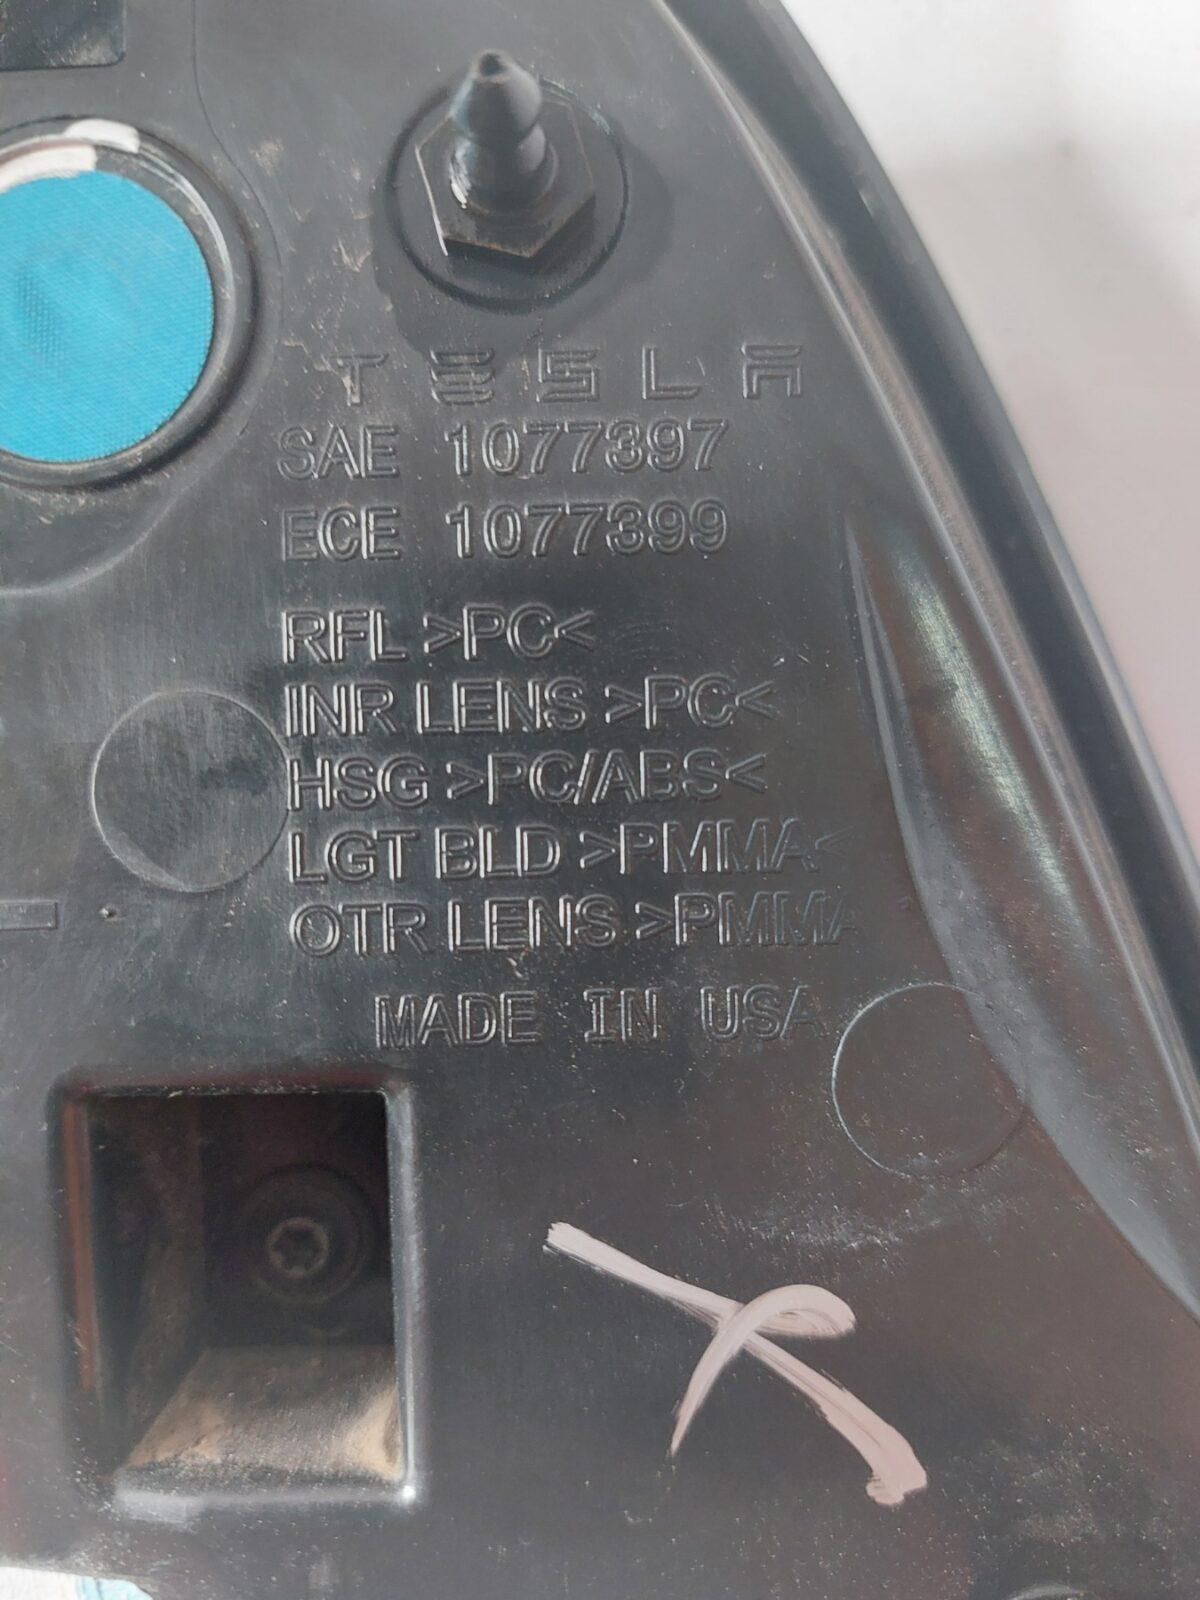 TESLA
SAE 1077397
ECE 1077399
RFL >PC<
INR LENS >PC<
HSG >PC/ABS<
LGT BLD >PMMA<
OTR LENS >PMMA
MADE IN USA